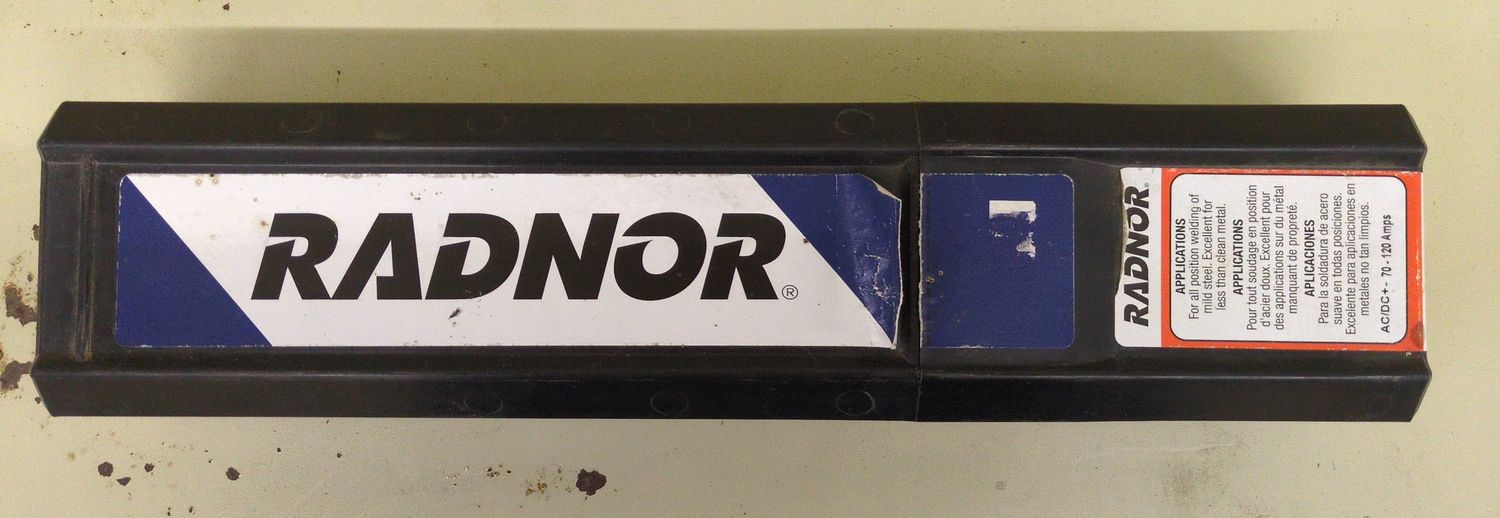 RADNOR®
RADNOR®
APPLICATIONS
For all position welding of
mild steel. Excellent for
less than clean metal.
APPLICATIONS
Pour tout soudage en position
d'acier doux. Excellent pour
des applications sur du métal
manquant de propreté.
APLICACIONES
Para la soldadura de acero
suave en todas posiciones.
Excelente para aplicaciones en
metales no tan limpios.
AC/DC+ - 70-120 Amps